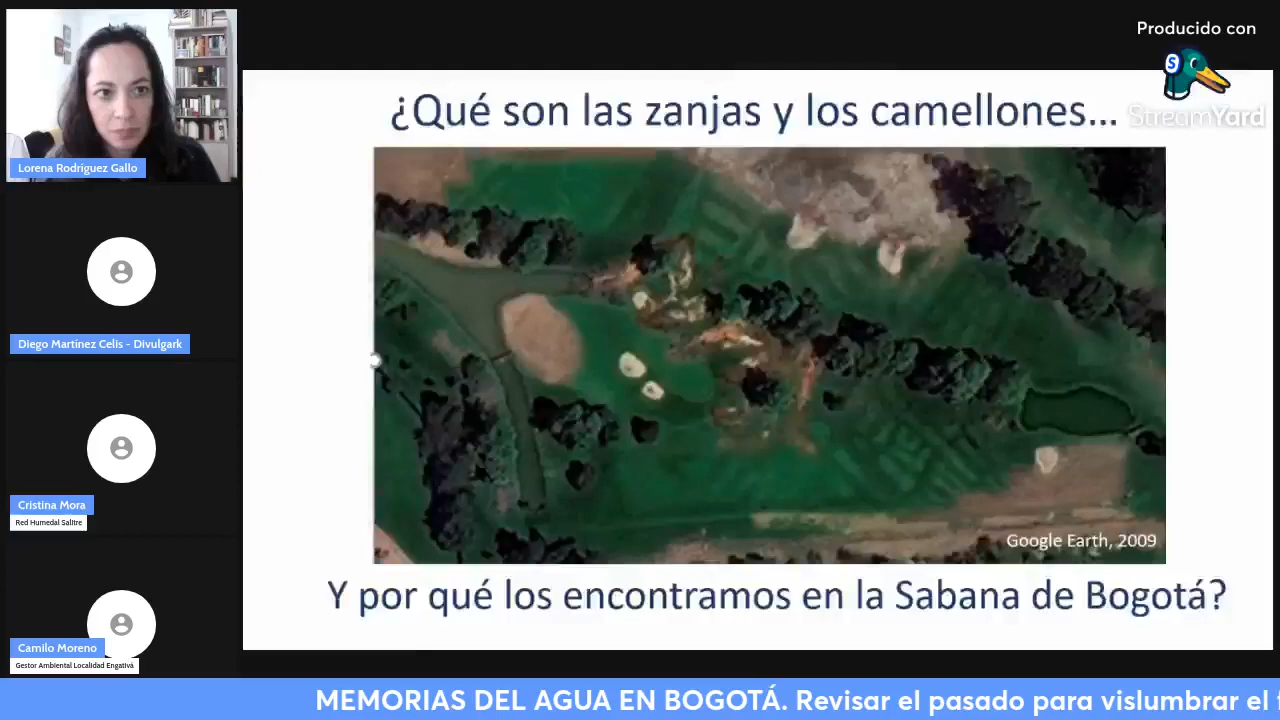 Producido con
StreamYard
¿Qué son las zanjas y los camellones...
Lorena Rodríguez Gallo
Diego Martínez Celis - Divulgark
Cristina Mora
Red Humedal Salitre
Google Earth, 2009
Y por qué los encontramos en la Sabana de Bogotá?
Camilo Moreno
Gestor Ambiental Localidad Engativá
MEMORIAS DEL AGUA EN BOGOTÁ. Revisar el pasado para vislumbrar el